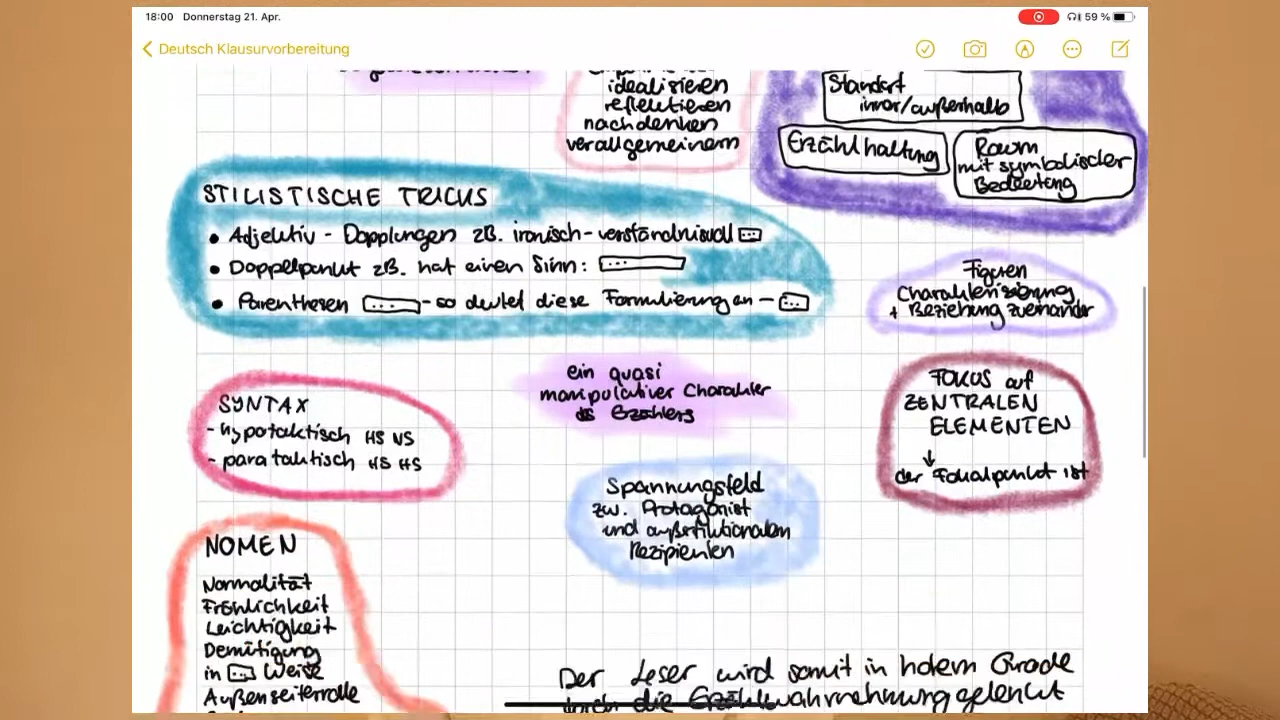 18:00 Donnerstag 21. Apr.
59 %
Deutsch Klausurvorbereitung
idealisieren
reflektieren
nachdenken
verallgemeinern
Standort
inner/außerhalb
Erzählhaltung
Raum
mit symbolischer
Bedeutung
STILISTISCHE TRICKS
• Adjektiv - Dopplungen zB. ironisch-verständnisvoll ...
• Doppelpunkt zB. hat einen Sinn: ...
• Parenthesen ... - so deutet diese Formulierung an - ...
Figuren
Charakterisierung
+ Beziehung zueinander
ein quasi
manipulativer Charakter
des Erzählers
FOKUS auf
ZENTRALEN
ELEMENTEN
↓
der Fokalpunkt ist
SYNTAX
- hypotaktisch HS NS
- parataktisch HS HS
Spannungsfeld
zw. Protagonist
und außerfiktionalem
Rezipienten
NOMEN
Normalität
Fröhlichkeit
Leichtigkeit
Demütigung
in ... Weise
Außenseiterrolle
Der Leser wird somit in hohem Grade
durch die Erzählwahrnehmung gelenkt